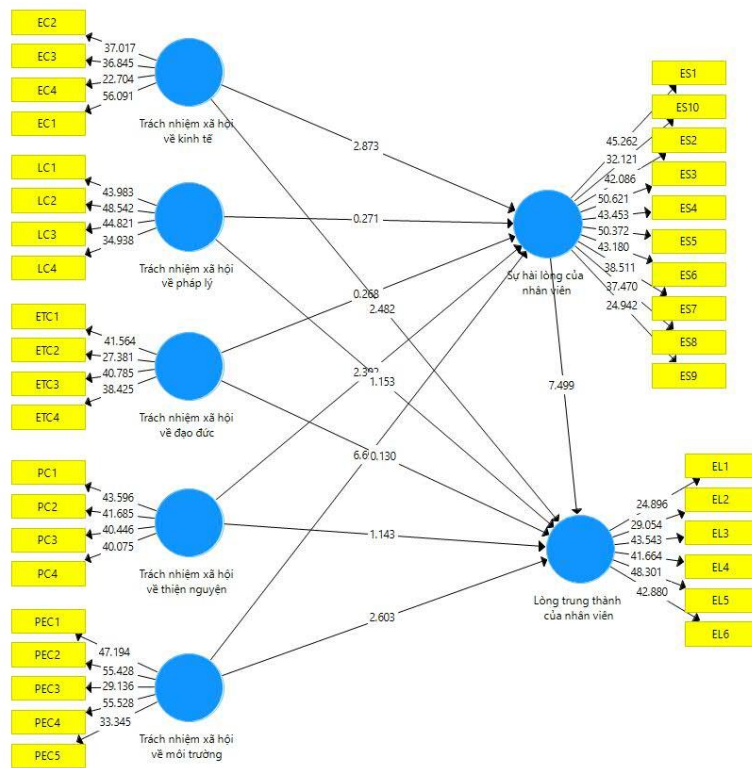 EC2
EC3
EC4
EC1
37.017
36.845
22.704
56.091
Trách nhiệm xã hội
về kinh tế
LC1
LC2
LC3
LC4
43.983
48.542
44.821
34.938
Trách nhiệm xã hội
về pháp lý
ETC1
ETC2
ETC3
ETC4
41.564
27.381
40.785
38.425
Trách nhiệm xã hội
về đạo đức
PC1
PC2
PC3
PC4
43.596
41.685
40.446
40.075
Trách nhiệm xã hội
về thiện nguyện
PEC1
PEC2
PEC3
PEC4
PEC5
47.194
55.428
29.136
55.528
33.345
Trách nhiệm xã hội
về môi trường
2.873
0.271
0.268
2.482
1.153
0.130
1.143
2.603
7.499
Sự hài lòng của
nhân viên
ES1
ES10
ES2
ES3
ES4
ES5
ES6
ES7
ES8
ES9
45.262
32.121
42.086
50.621
43.453
50.372
43.180
38.511
37.470
24.942
Lòng trung thành
của nhân viên
EL1
EL2
EL3
EL4
EL5
EL6
24.896
29.054
43.543
41.664
48.301
42.880